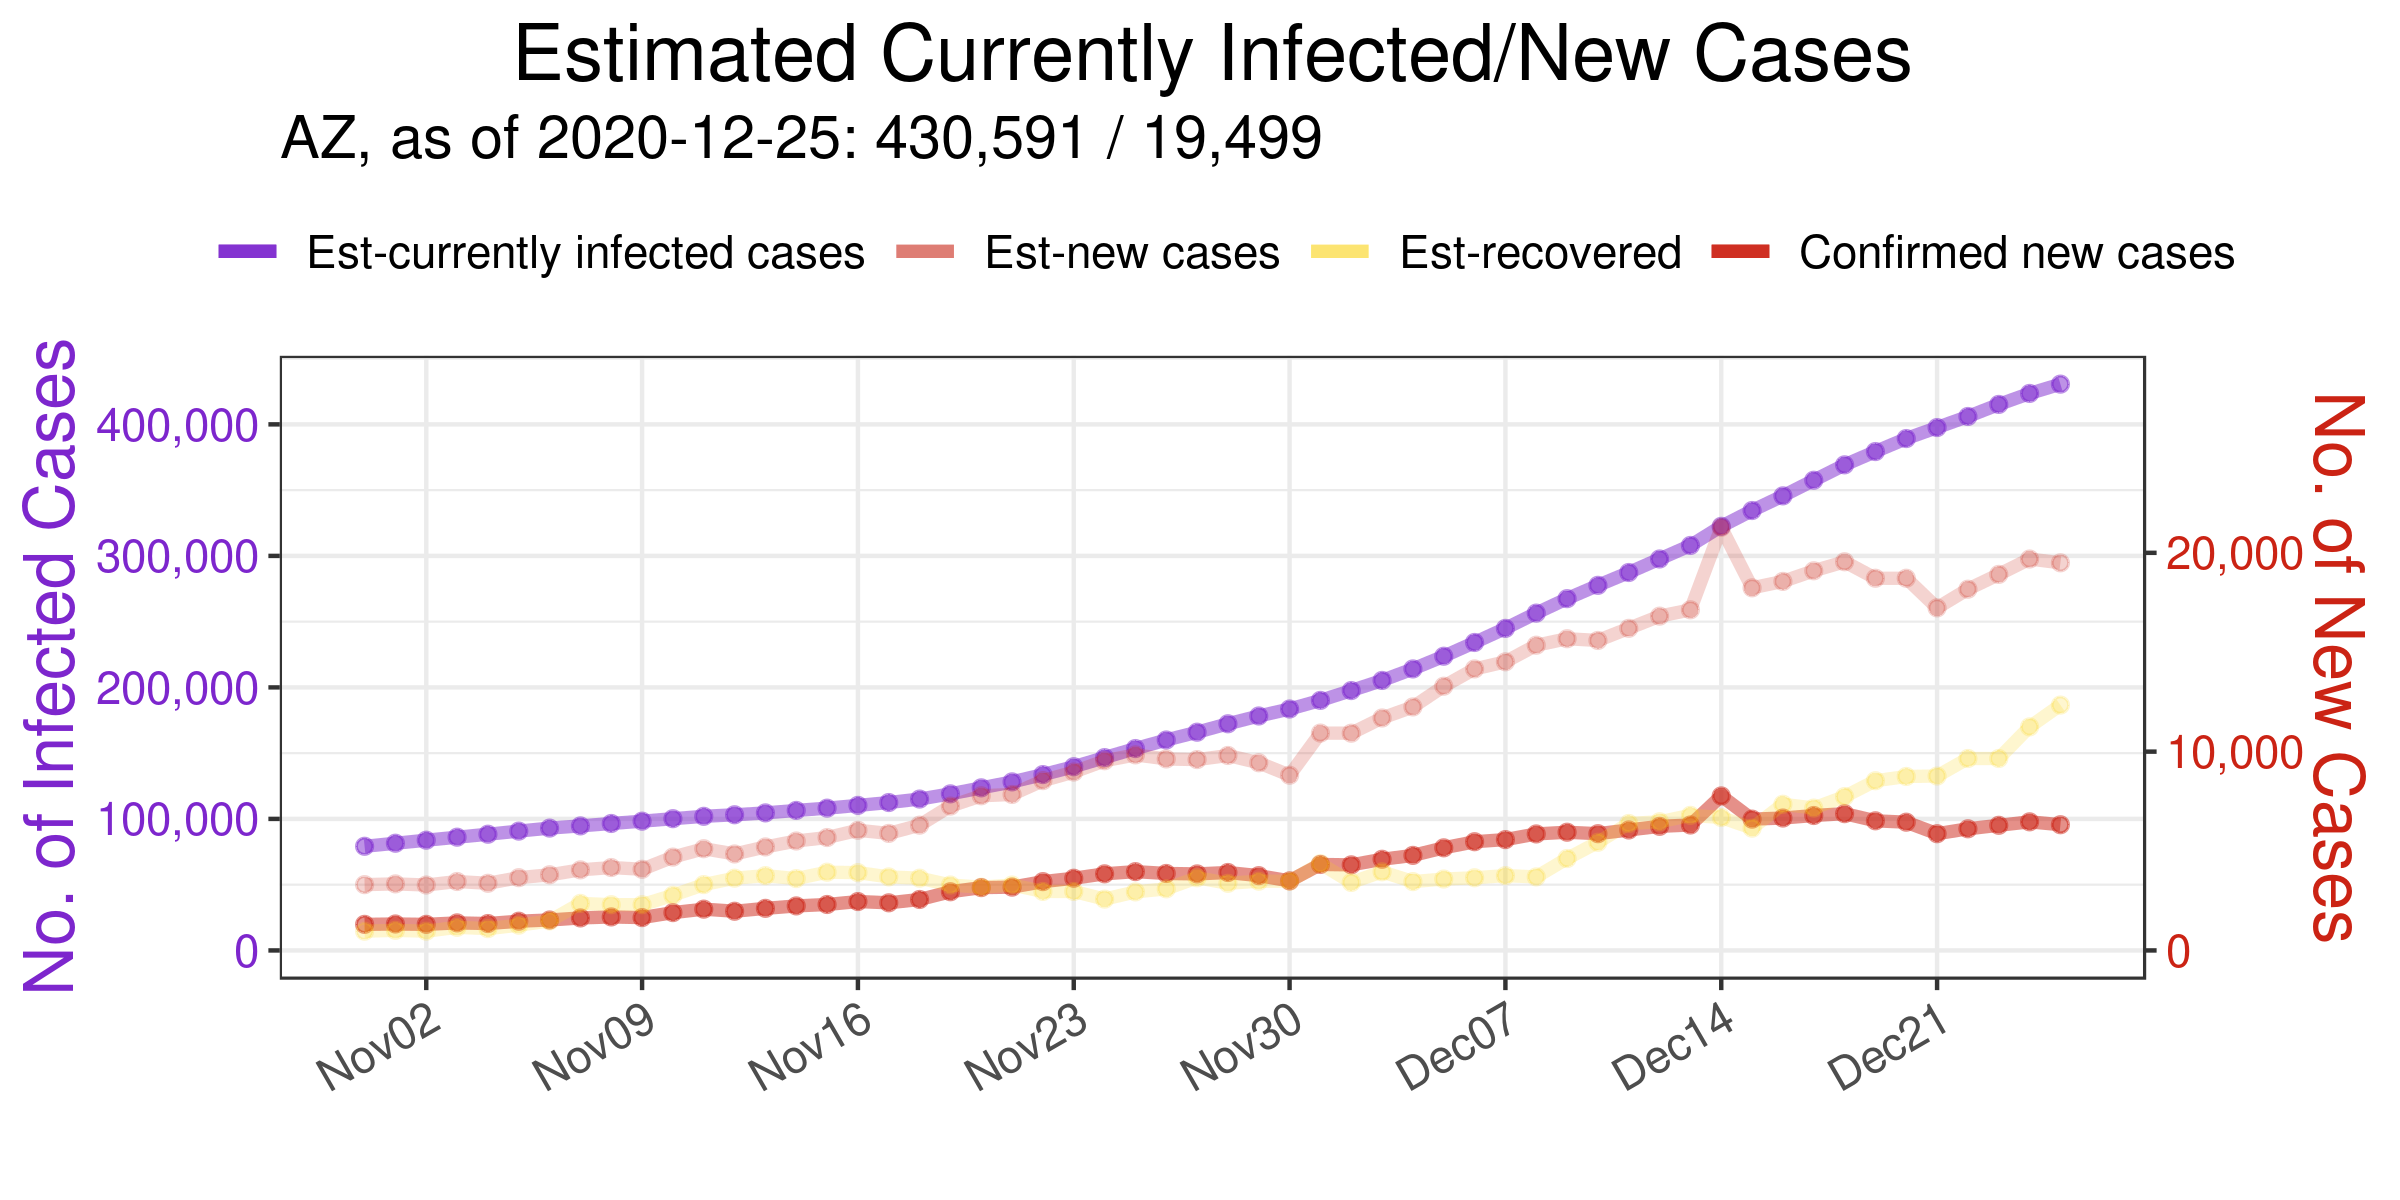 Estimated Currently Infected/New Cases
AZ, as of 2020-12-25: 430,591 / 19,499
Est-currently infected cases Est-new cases Est-recovered Confirmed new cases
No. of Infected Cases
400,000
300,000
200,000
100,000
0
20,000
10,000
0
No. of New Cases
Nov02 Nov09 Nov16 Nov23 Nov30 Dec07 Dec14 Dec21